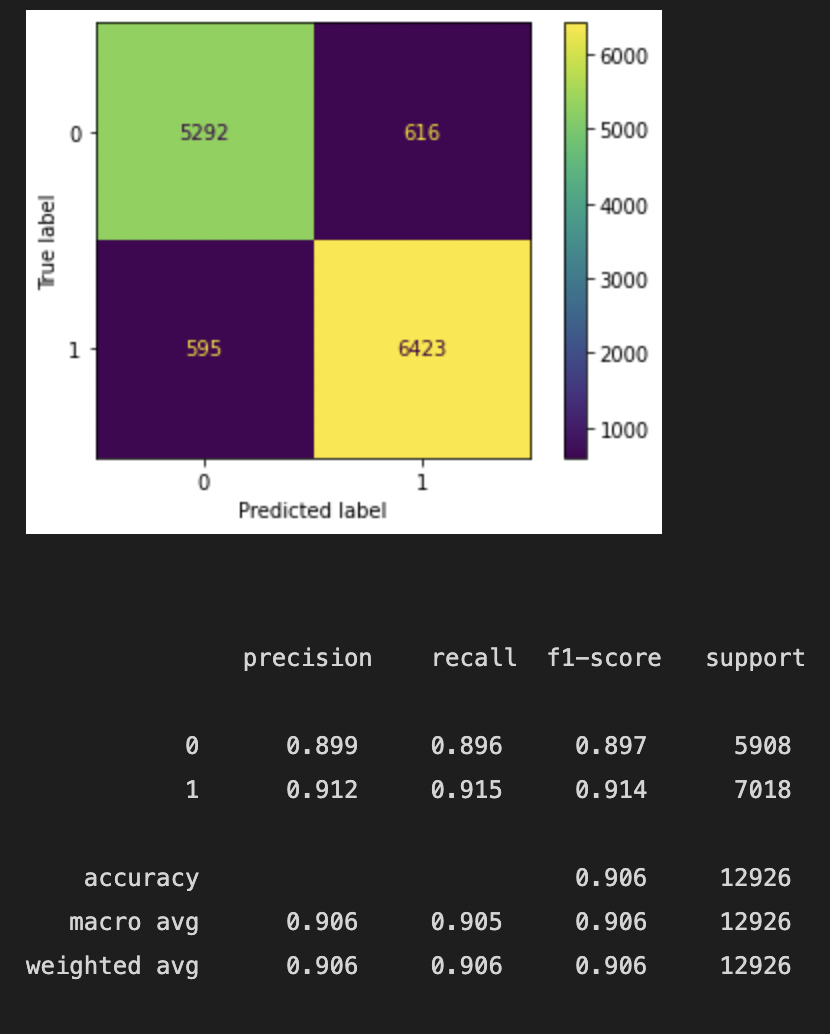 0 5292 616
1 595 6423
0 1
True label
Predicted label
6000
5000
4000
3000
2000
1000
precision recall f1-score support
0 0.899 0.896 0.897 5908
1 0.912 0.915 0.914 7018
accuracy 0.906 12926
macro avg 0.906 0.905 0.906 12926
weighted avg 0.906 0.906 0.906 12926